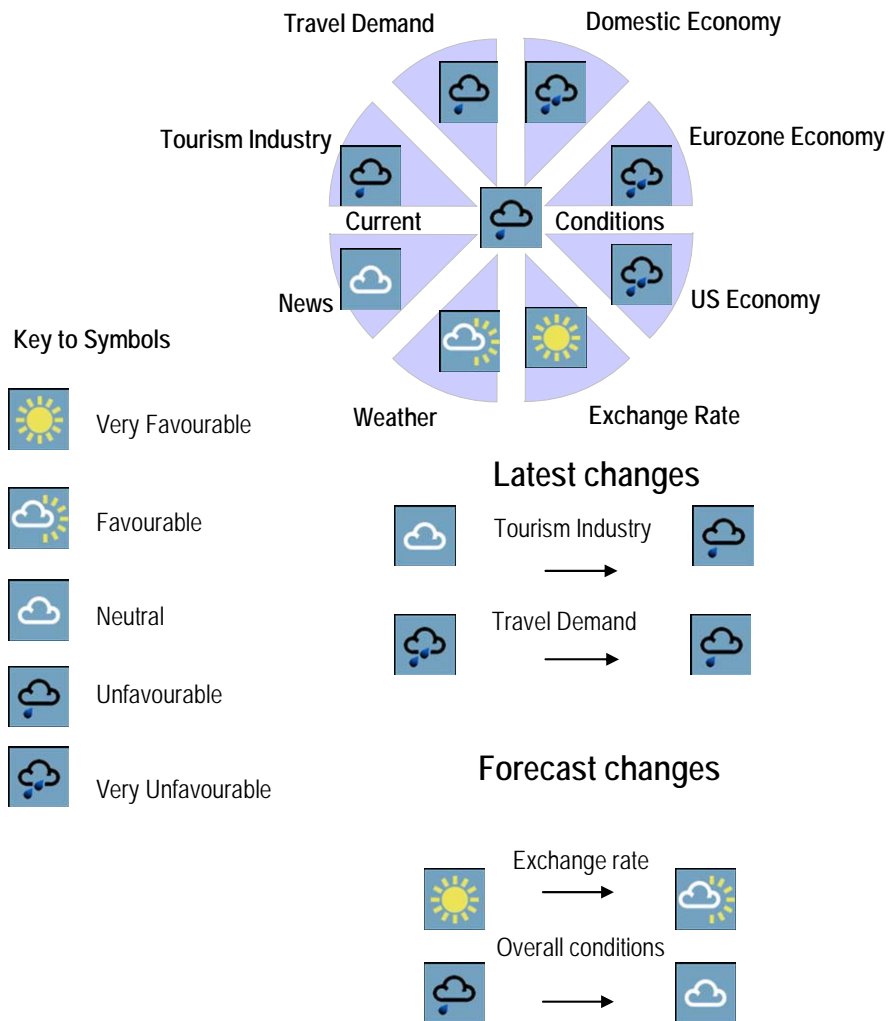 Travel Demand
Domestic Economy
Tourism Industry
Eurozone Economy
Current
Conditions
News
US Economy
Key to Symbols
Weather
Exchange Rate
Very Favourable
Favourable
Neutral
Unfavourable
Very Unfavourable
Latest changes
Tourism Industry
Travel Demand
Forecast changes
Exchange rate
Overall conditions